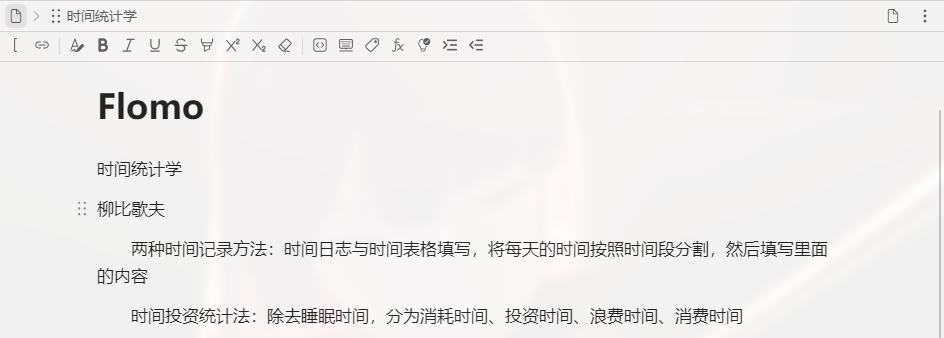 时间统计学
[ B I U S X² X₂ fx
Flomo
时间统计学
柳比歇夫
两种时间记录方法：时间日志与时间表格填写，将每天的时间按照时间段分割，然后填写里面
的内容
时间投资统计法：除去睡眠时间，分为消耗时间、投资时间、浪费时间、消费时间